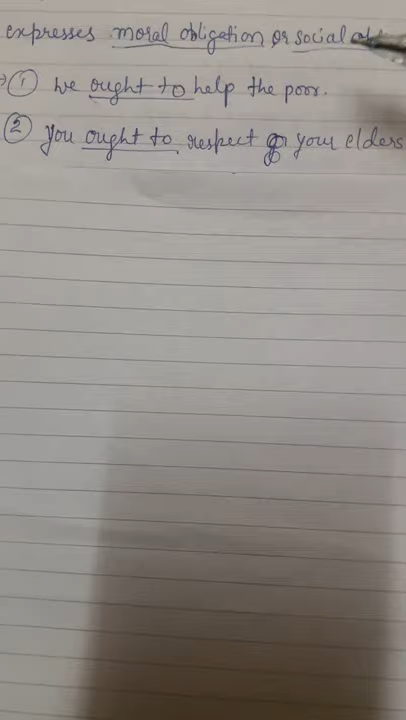 expresses moral obligation or social
→ ① We ought to help the poor.
② you ought to respect your elders